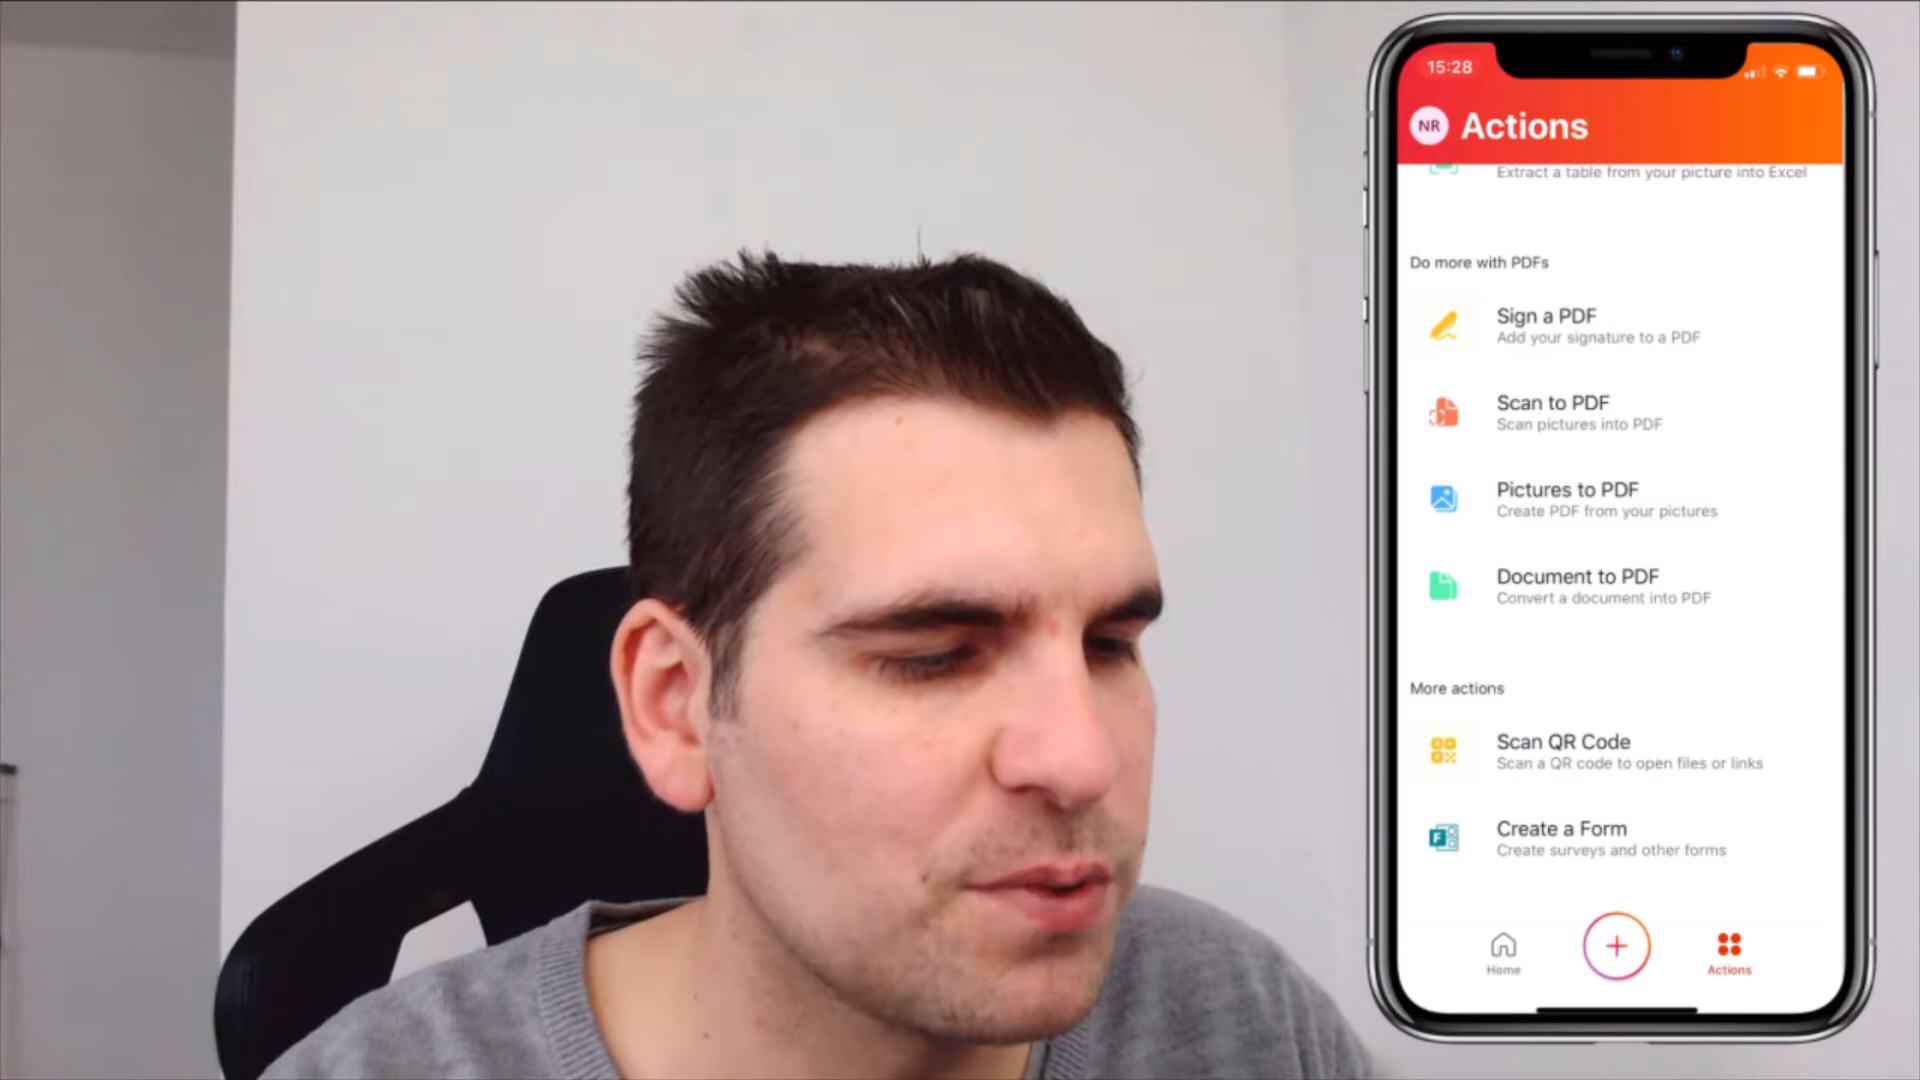 15:28
NR Actions
Extract a table from your picture into Excel
Do more with PDFs
Sign a PDF
Add your signature to a PDF
Scan to PDF
Scan pictures into PDF
Pictures to PDF
Create PDF from your pictures
Document to PDF
Convert a document into PDF
More actions
Scan QR Code
Scan a QR code to open files or links
Create a Form
F
Create surveys and other forms
Home
Actions